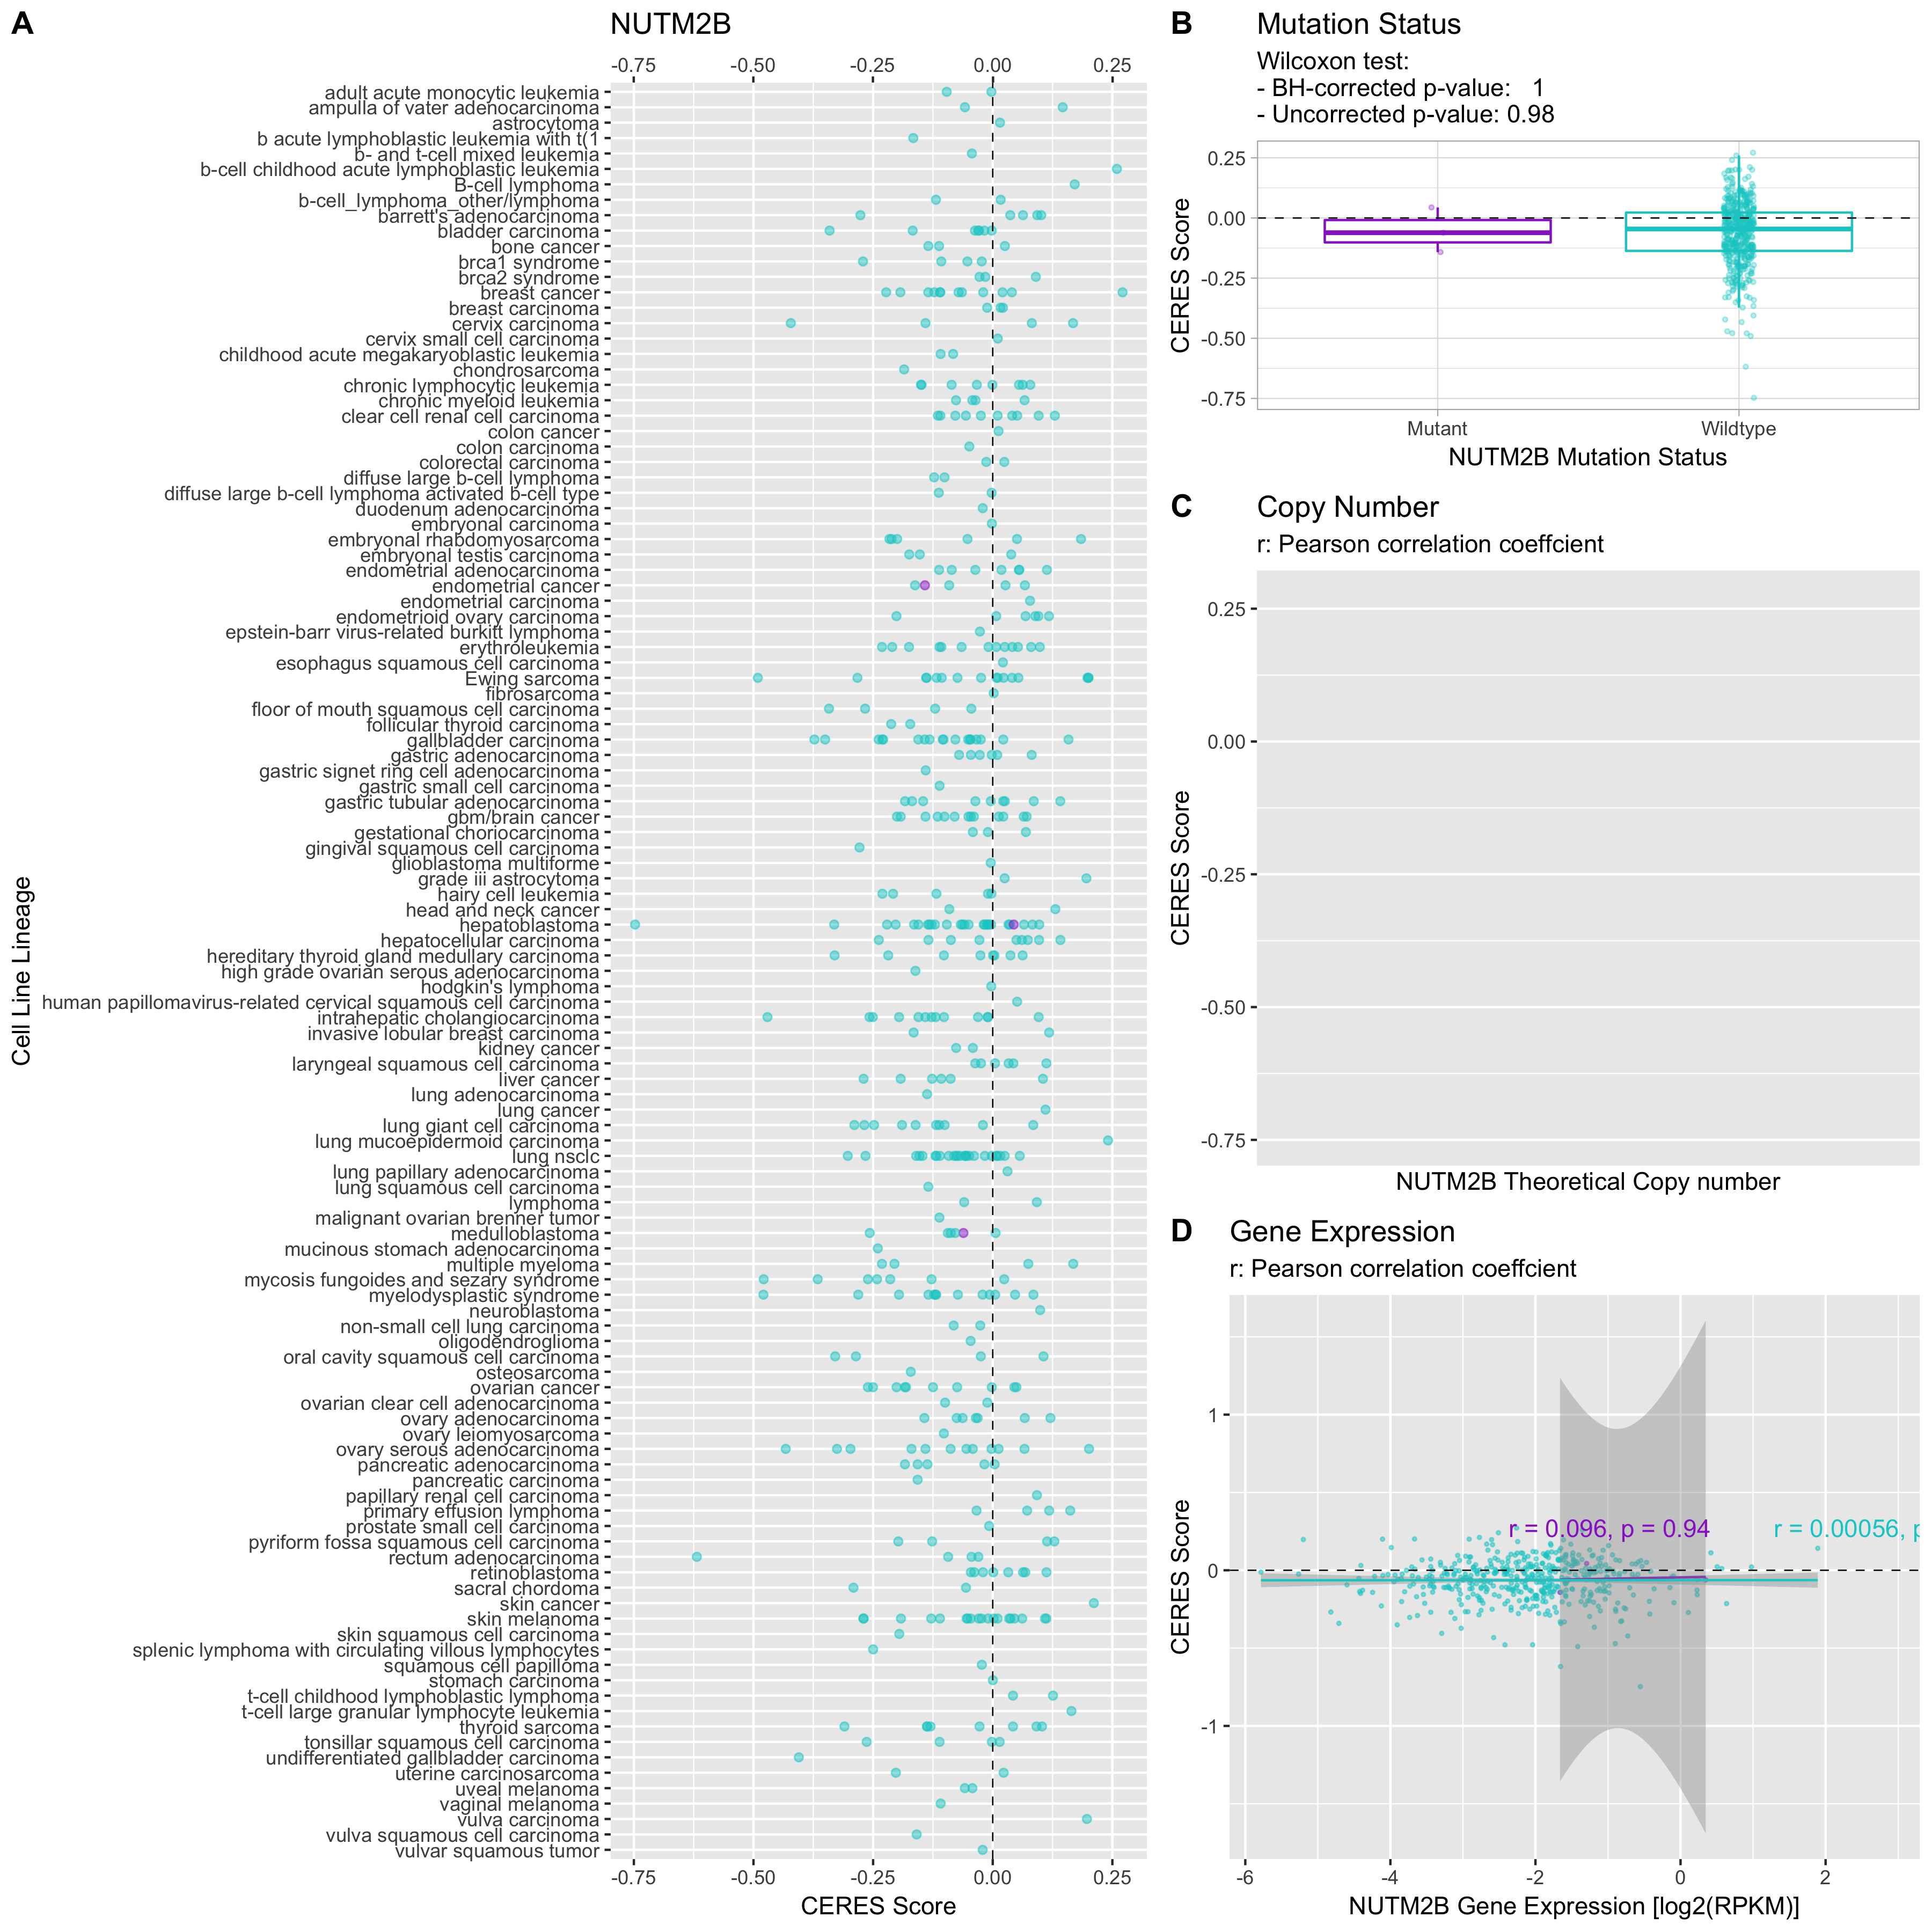 A
NUTM2B
-0.75 -0.50 -0.25 0.00 0.25
adult acute monocytic leukemia
ampulla of vater adenocarcinoma
astrocytoma
b acute lymphoblastic leukemia with t(1
b- and t-cell mixed leukemia
b-cell childhood acute lymphoblastic leukemia
B-cell lymphoma
b-cell_lymphoma_other/lymphoma
barrett's adenocarcinoma
bladder carcinoma
bone cancer
brca1 syndrome
brca2 syndrome
breast cancer
breast carcinoma
cervix carcinoma
cervix small cell carcinoma
childhood acute megakaryoblastic leukemia
chondrosarcoma
chronic lymphocytic leukemia
chronic myeloid leukemia
clear cell renal cell carcinoma
colon cancer
colon carcinoma
colorectal carcinoma
diffuse large b-cell lymphoma
diffuse large b-cell lymphoma activated b-cell type
duodenum adenocarcinoma
embryonal carcinoma
embryonal rhabdomyosarcoma
embryonal testis carcinoma
endometrial adenocarcinoma
endometrial cancer
endometrial carcinoma
endometrioid ovary carcinoma
epstein-barr virus-related burkitt lymphoma
erythroleukemia
esophagus squamous cell carcinoma
Ewing sarcoma
fibrosarcoma
floor of mouth squamous cell carcinoma
follicular thyroid carcinoma
gallbladder carcinoma
gastric adenocarcinoma
gastric signet ring cell adenocarcinoma
gastric small cell carcinoma
gastric tubular adenocarcinoma
gbm/brain cancer
gestational choriocarcinoma
gingival squamous cell carcinoma
glioblastoma multiforme
grade iii astrocytoma
hairy cell leukemia
head and neck cancer
hepatoblastoma
hepatocellular carcinoma
hereditary thyroid gland medullary carcinoma
high grade ovarian serous adenocarcinoma
hodgkin's lymphoma
human papillomavirus-related cervical squamous cell carcinoma
intrahepatic cholangiocarcinoma
invasive lobular breast carcinoma
kidney cancer
laryngeal squamous cell carcinoma
liver cancer
lung adenocarcinoma
lung cancer
lung giant cell carcinoma
lung mucoepidermoid carcinoma
lung nsclc
lung papillary adenocarcinoma
lung squamous cell carcinoma
lymphoma
malignant ovarian brenner tumor
medulloblastoma
mucinous stomach adenocarcinoma
multiple myeloma
mycosis fungoides and sezary syndrome
myelodysplastic syndrome
neuroblastoma
non-small cell lung carcinoma
oligodendroglioma
oral cavity squamous cell carcinoma
osteosarcoma
ovarian cancer
ovarian clear cell adenocarcinoma
ovary adenocarcinoma
ovary leiomyosarcoma
ovary serous adenocarcinoma
pancreatic adenocarcinoma
pancreatic carcinoma
papillary renal cell carcinoma
primary effusion lymphoma
prostate small cell carcinoma
pyriform fossa squamous cell carcinoma
rectum adenocarcinoma
retinoblastoma
sacral chordoma
skin cancer
skin melanoma
skin squamous cell carcinoma
splenic lymphoma with circulating villous lymphocytes
squamous cell papilloma
stomach carcinoma
t-cell childhood lymphoblastic lymphoma
t-cell large granular lymphocyte leukemia
thyroid sarcoma
tonsillar squamous cell carcinoma
undifferentiated gallbladder carcinoma
uterine carcinosarcoma
uveal melanoma
vaginal melanoma
vulva carcinoma
vulva squamous cell carcinoma
vulvar squamous tumor
-0.75 -0.50 -0.25 0.00 0.25
CERES Score
Cell Line Lineage
B
Mutation Status
Wilcoxon test:
- BH-corrected p-value: 1
- Uncorrected p-value: 0.98
0.25
0.00
-0.25
-0.50
-0.75
CERES Score
Mutant Wildtype
NUTM2B Mutation Status
C
Copy Number
r: Pearson correlation coeffcient
0.25
0.00
-0.25
-0.50
-0.75
CERES Score
NUTM2B Theoretical Copy number
D
Gene Expression
r: Pearson correlation coeffcient
1
0
-1
CERES Score
r = 0.096, p = 0.94
r = 0.00056, p
-6 -4 -2 0 2
NUTM2B Gene Expression [log2(RPKM)]